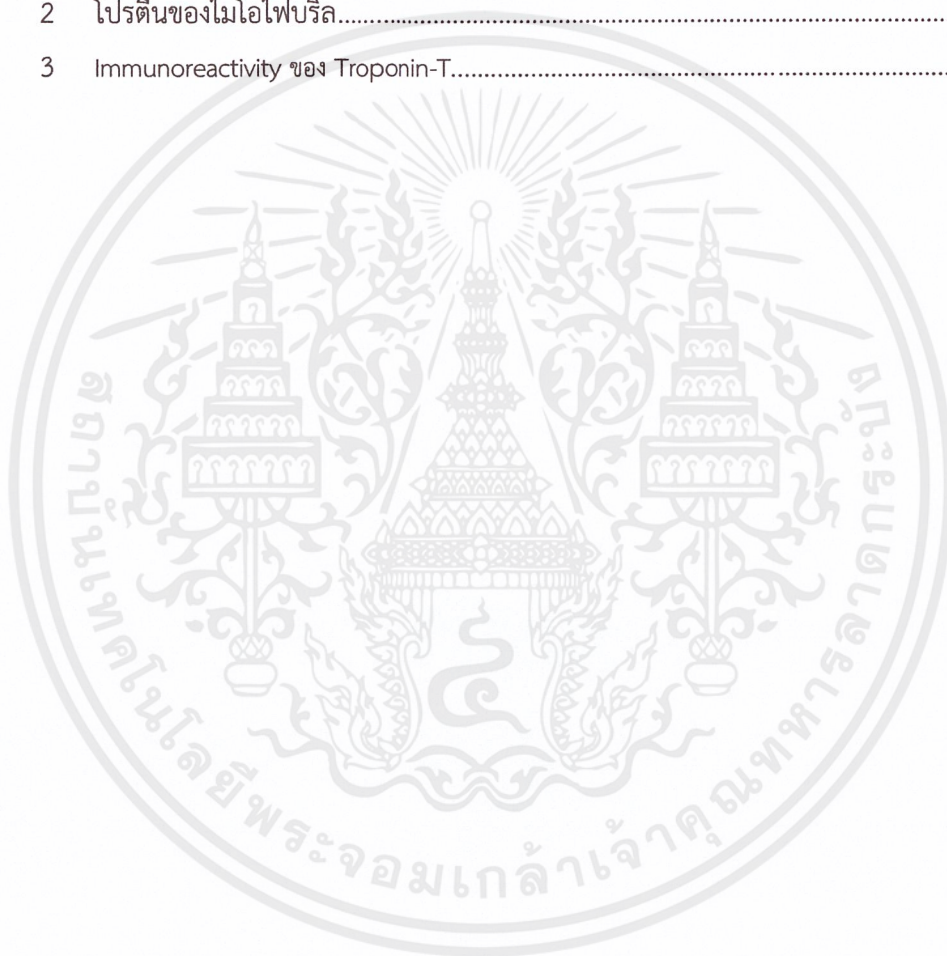 2 โปรตีนของไมโอไฟบริล................................................................................................
3 Immunoreactivity ของ Troponin-T................................................................................
สถาบันเทคโนโลยีพระจอมเกล้าเจ้าคุณทหารลาดกระบัง
๔